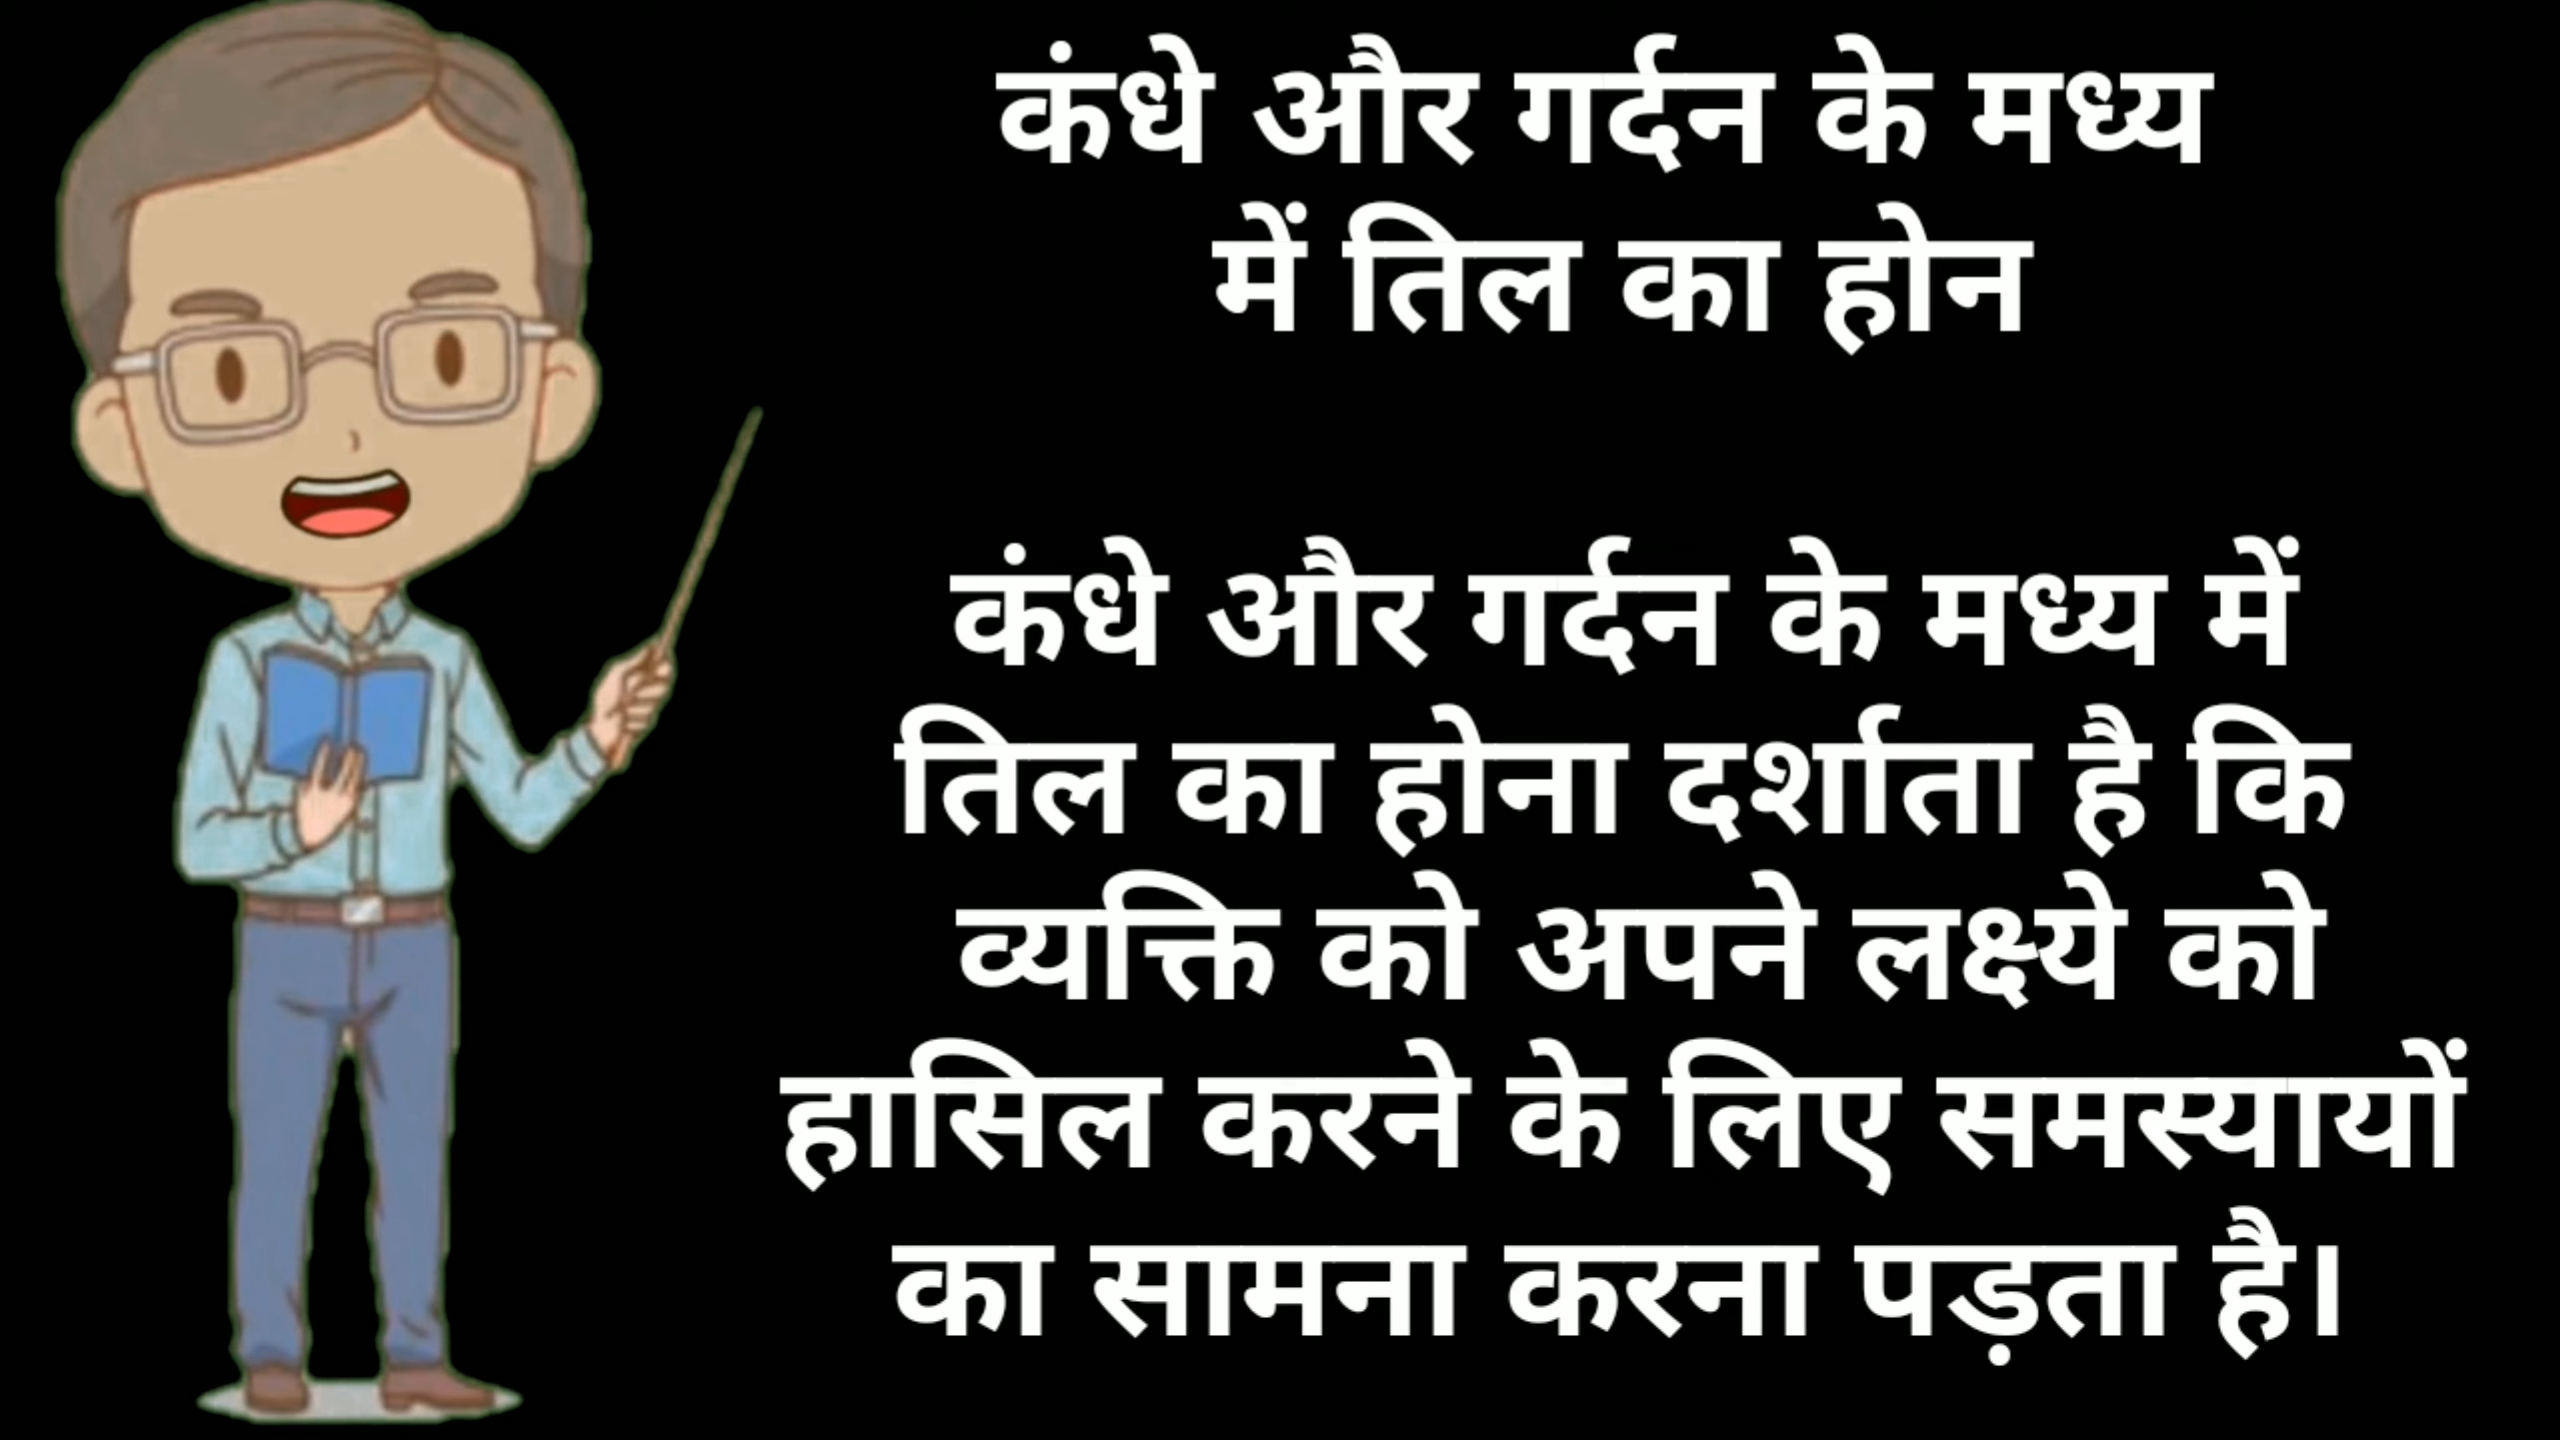 कंधे और गर्दन के मध्य
में तिल का होन
कंधे और गर्दन के मध्य में
तिल का होना दर्शाता है कि
व्यक्ति को अपने लक्ष्ये को
हासिल करने के लिए समस्यायों
का सामना करना पड़ता है।